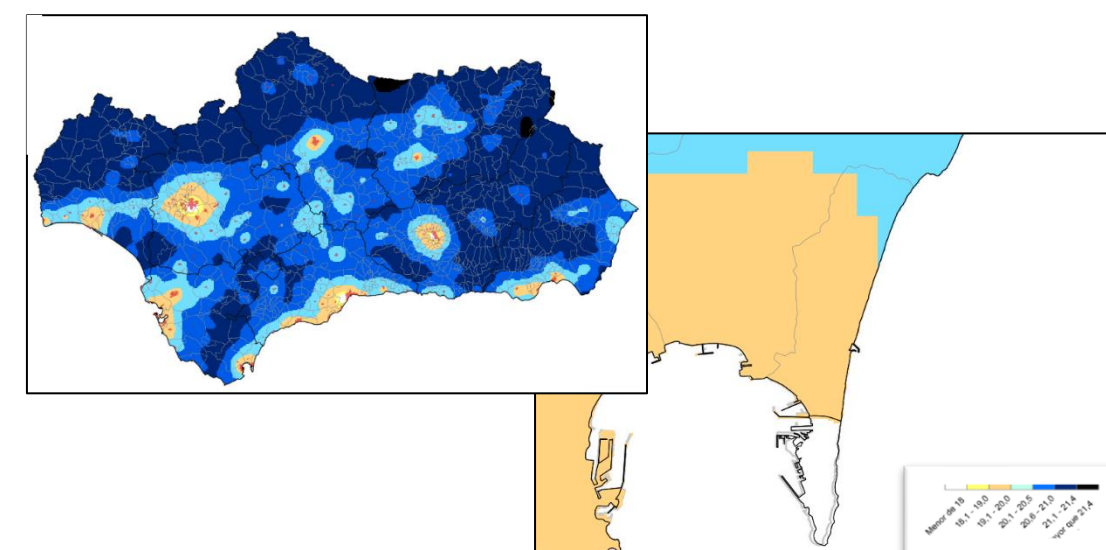 Menor de 18
18,1 - 19,0
19,1 - 20,0
20,1 - 20,5
20,6 - 21,0
21,1 - 21,4
yor que 21,4